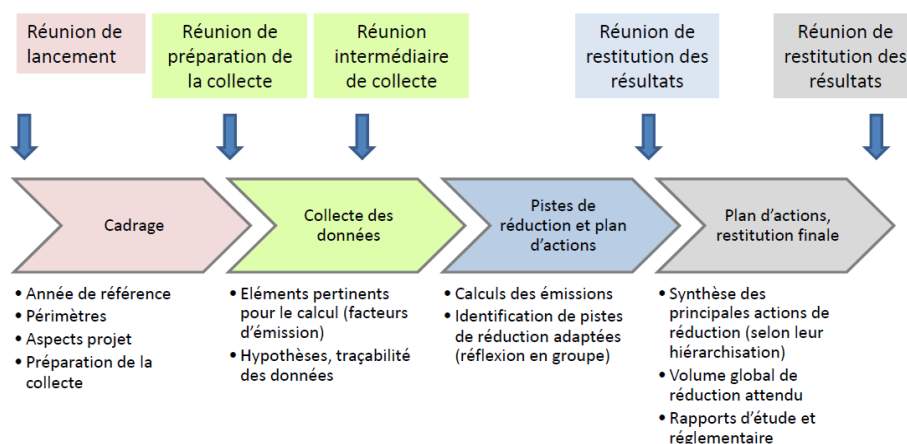 Réunion de
lancement
Réunion de
préparation de
la collecte
Réunion
intermédiaire
de collecte
Réunion de
restitution des
résultats
Réunion de
restitution des
résultats
Cadrage
Collecte des
données
Pistes de
réduction et plan
d'actions
Plan d'actions,
restitution finale
• Année de référence
• Périmètres
• Aspects projet
• Préparation de la
collecte
• Eléments pertinents
pour le calcul (facteurs
d'émission)
• Hypothèses, traçabilité
des données
• Calculs des émissions
• Identification de pistes
de réduction adaptées
(réflexion en groupe)
• Synthèse des
principales actions de
réduction (selon leur
hiérarchisation)
• Volume global de
réduction attendu
• Rapports d'étude et
réglementaire